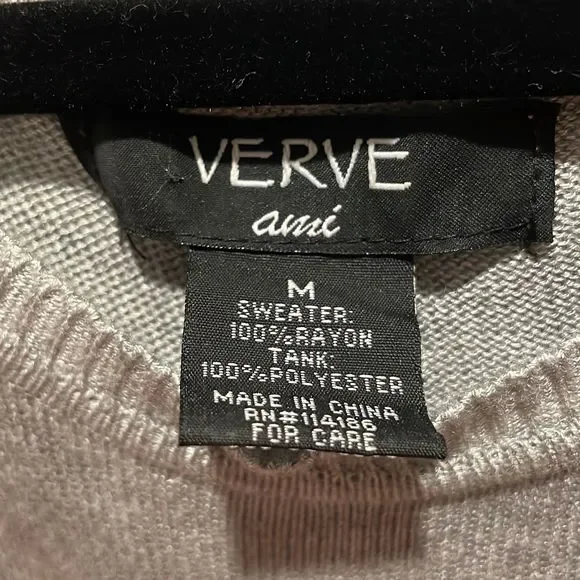 VERVE
ami
M
SWEATER:
100%RAYON
TANK:
100%POLYESTER
MADE IN CHINA
RN#114186
FOR CARE